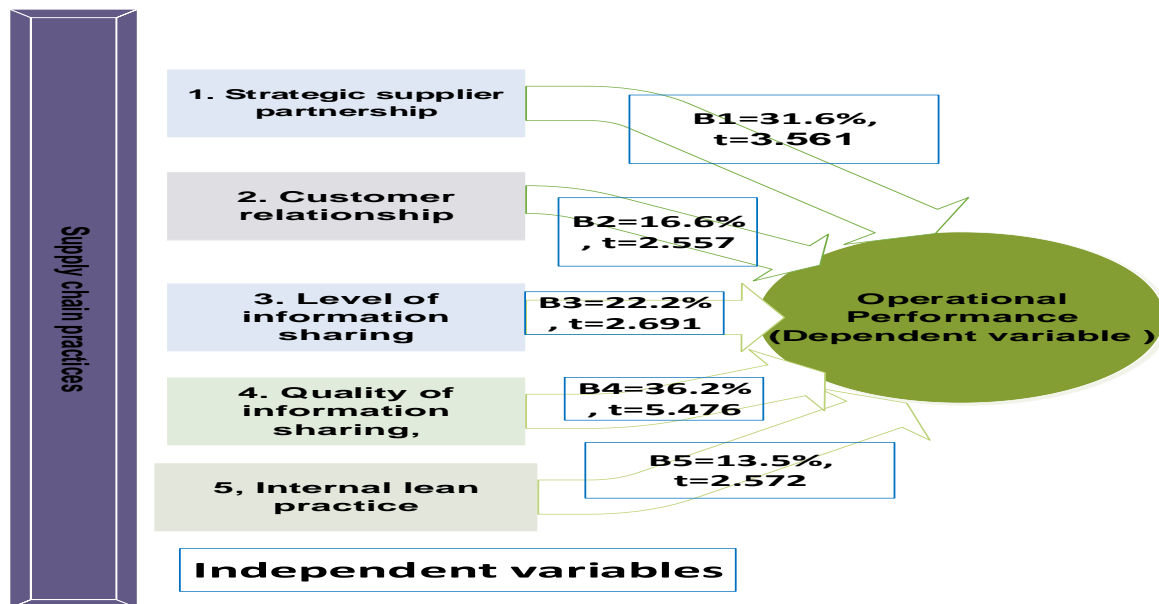 Supply chain practices
1. Strategic supplier
partnership
B1=31.6%,
t=3.561
2. Customer
relationship
B2=16.6%
, t=2.557
3. Level of
information
sharing
B3=22.2%
, t=2.691
Operational
Performance
(Dependent variable )
4. Quality of
information
sharing,
B4=36.2%
, t=5.476
5, Internal lean
practice
B5=13.5%,
t=2.572
Independent variables